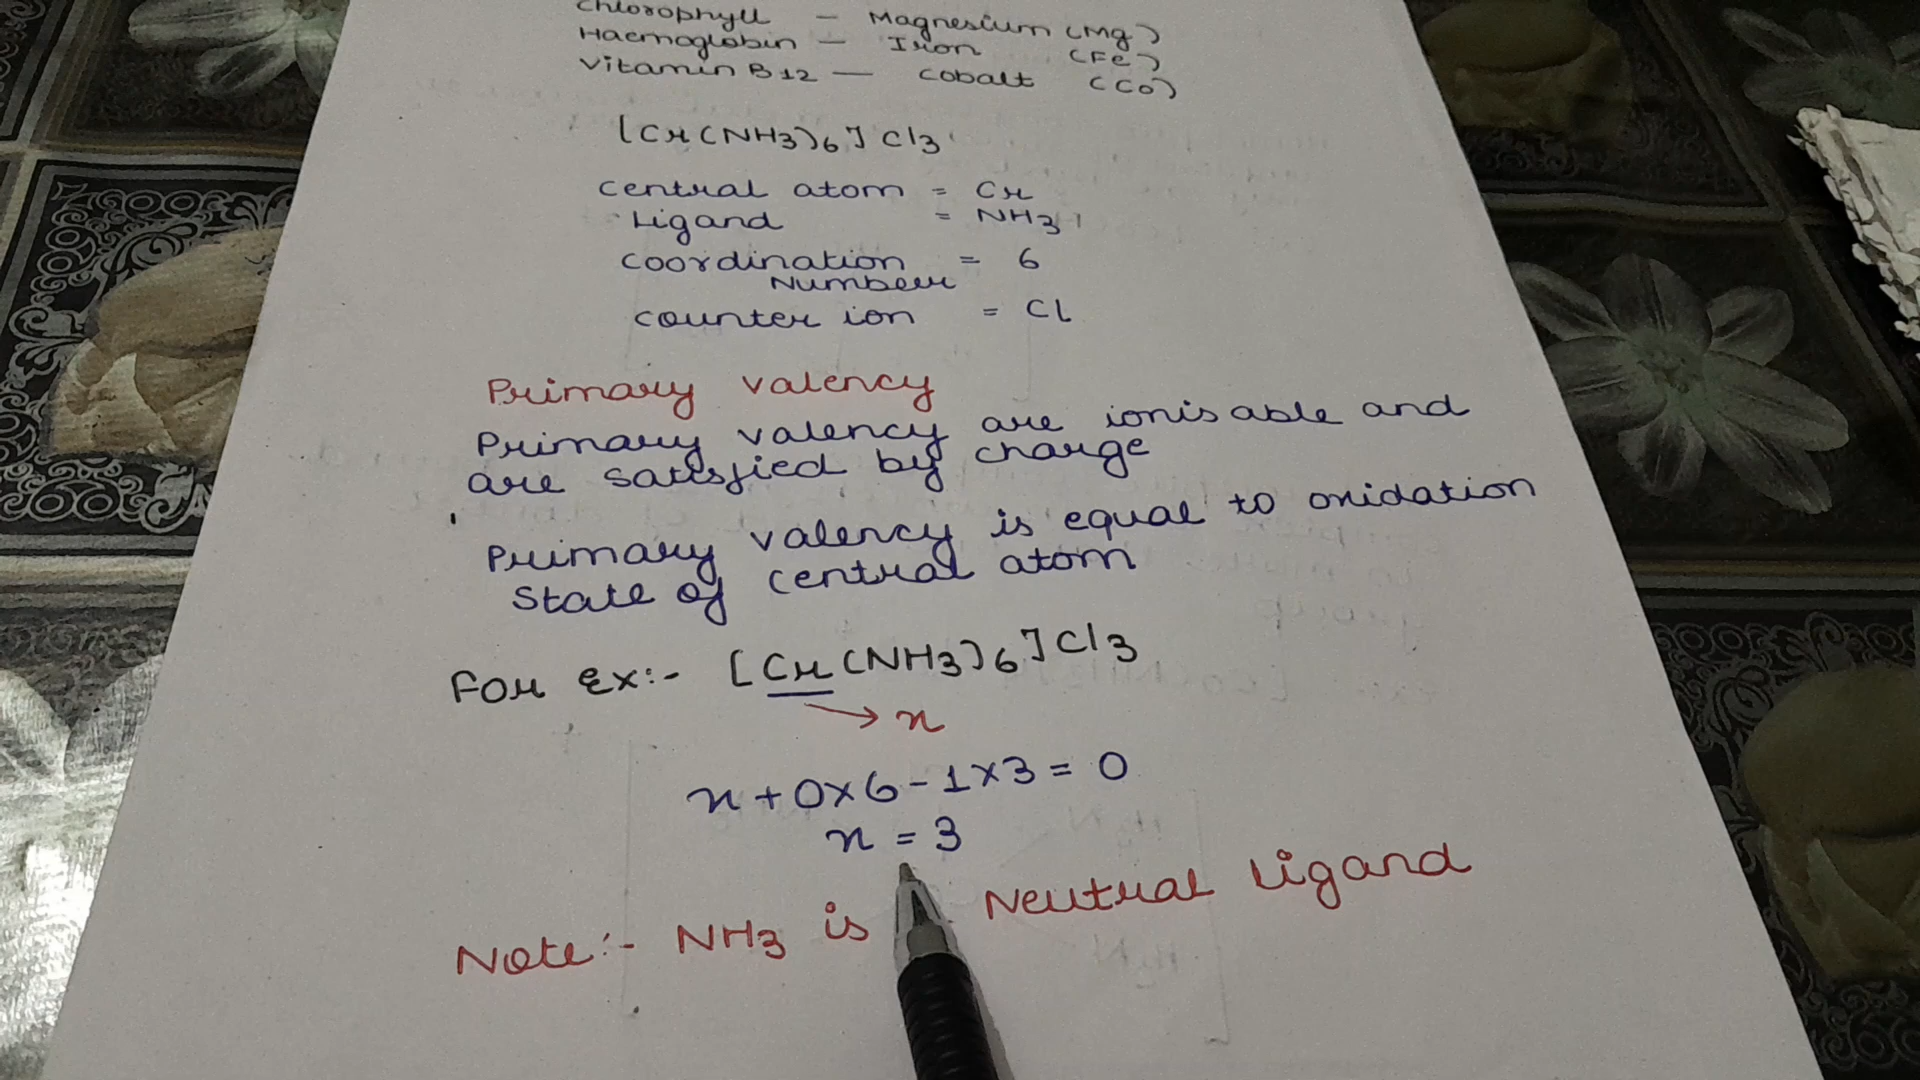 Chlorophyll - Magnesium (Mg)
Haemoglobin - Iron (Fe)
Vitamin B12 - Cobalt (Co)
[Cr(NH3)6]Cl3
Central atom = Cr
Ligand = NH3
Coordination = 6
Number
Counter ion = Cl
Primary valency
Primary valency are ionisable and
are satisfied by charge
Primary valency is equal to oxidation
State of central atom
For Ex:- [Cr(NH3)6]Cl3
→ x
x+0×6-1×3=0
x=3
Note:- NH3 is Neutral Ligand